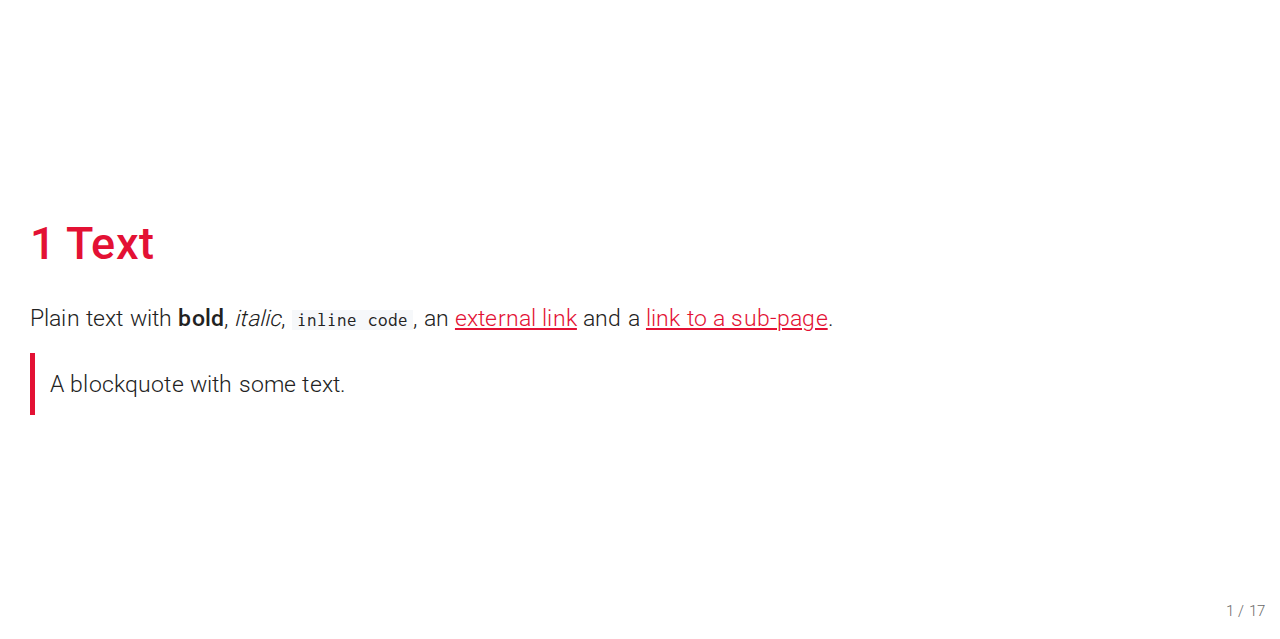 1 Text
Plain text with bold, italic, inline code, an external link and a link to a sub-page.
A blockquote with some text.
1 / 17